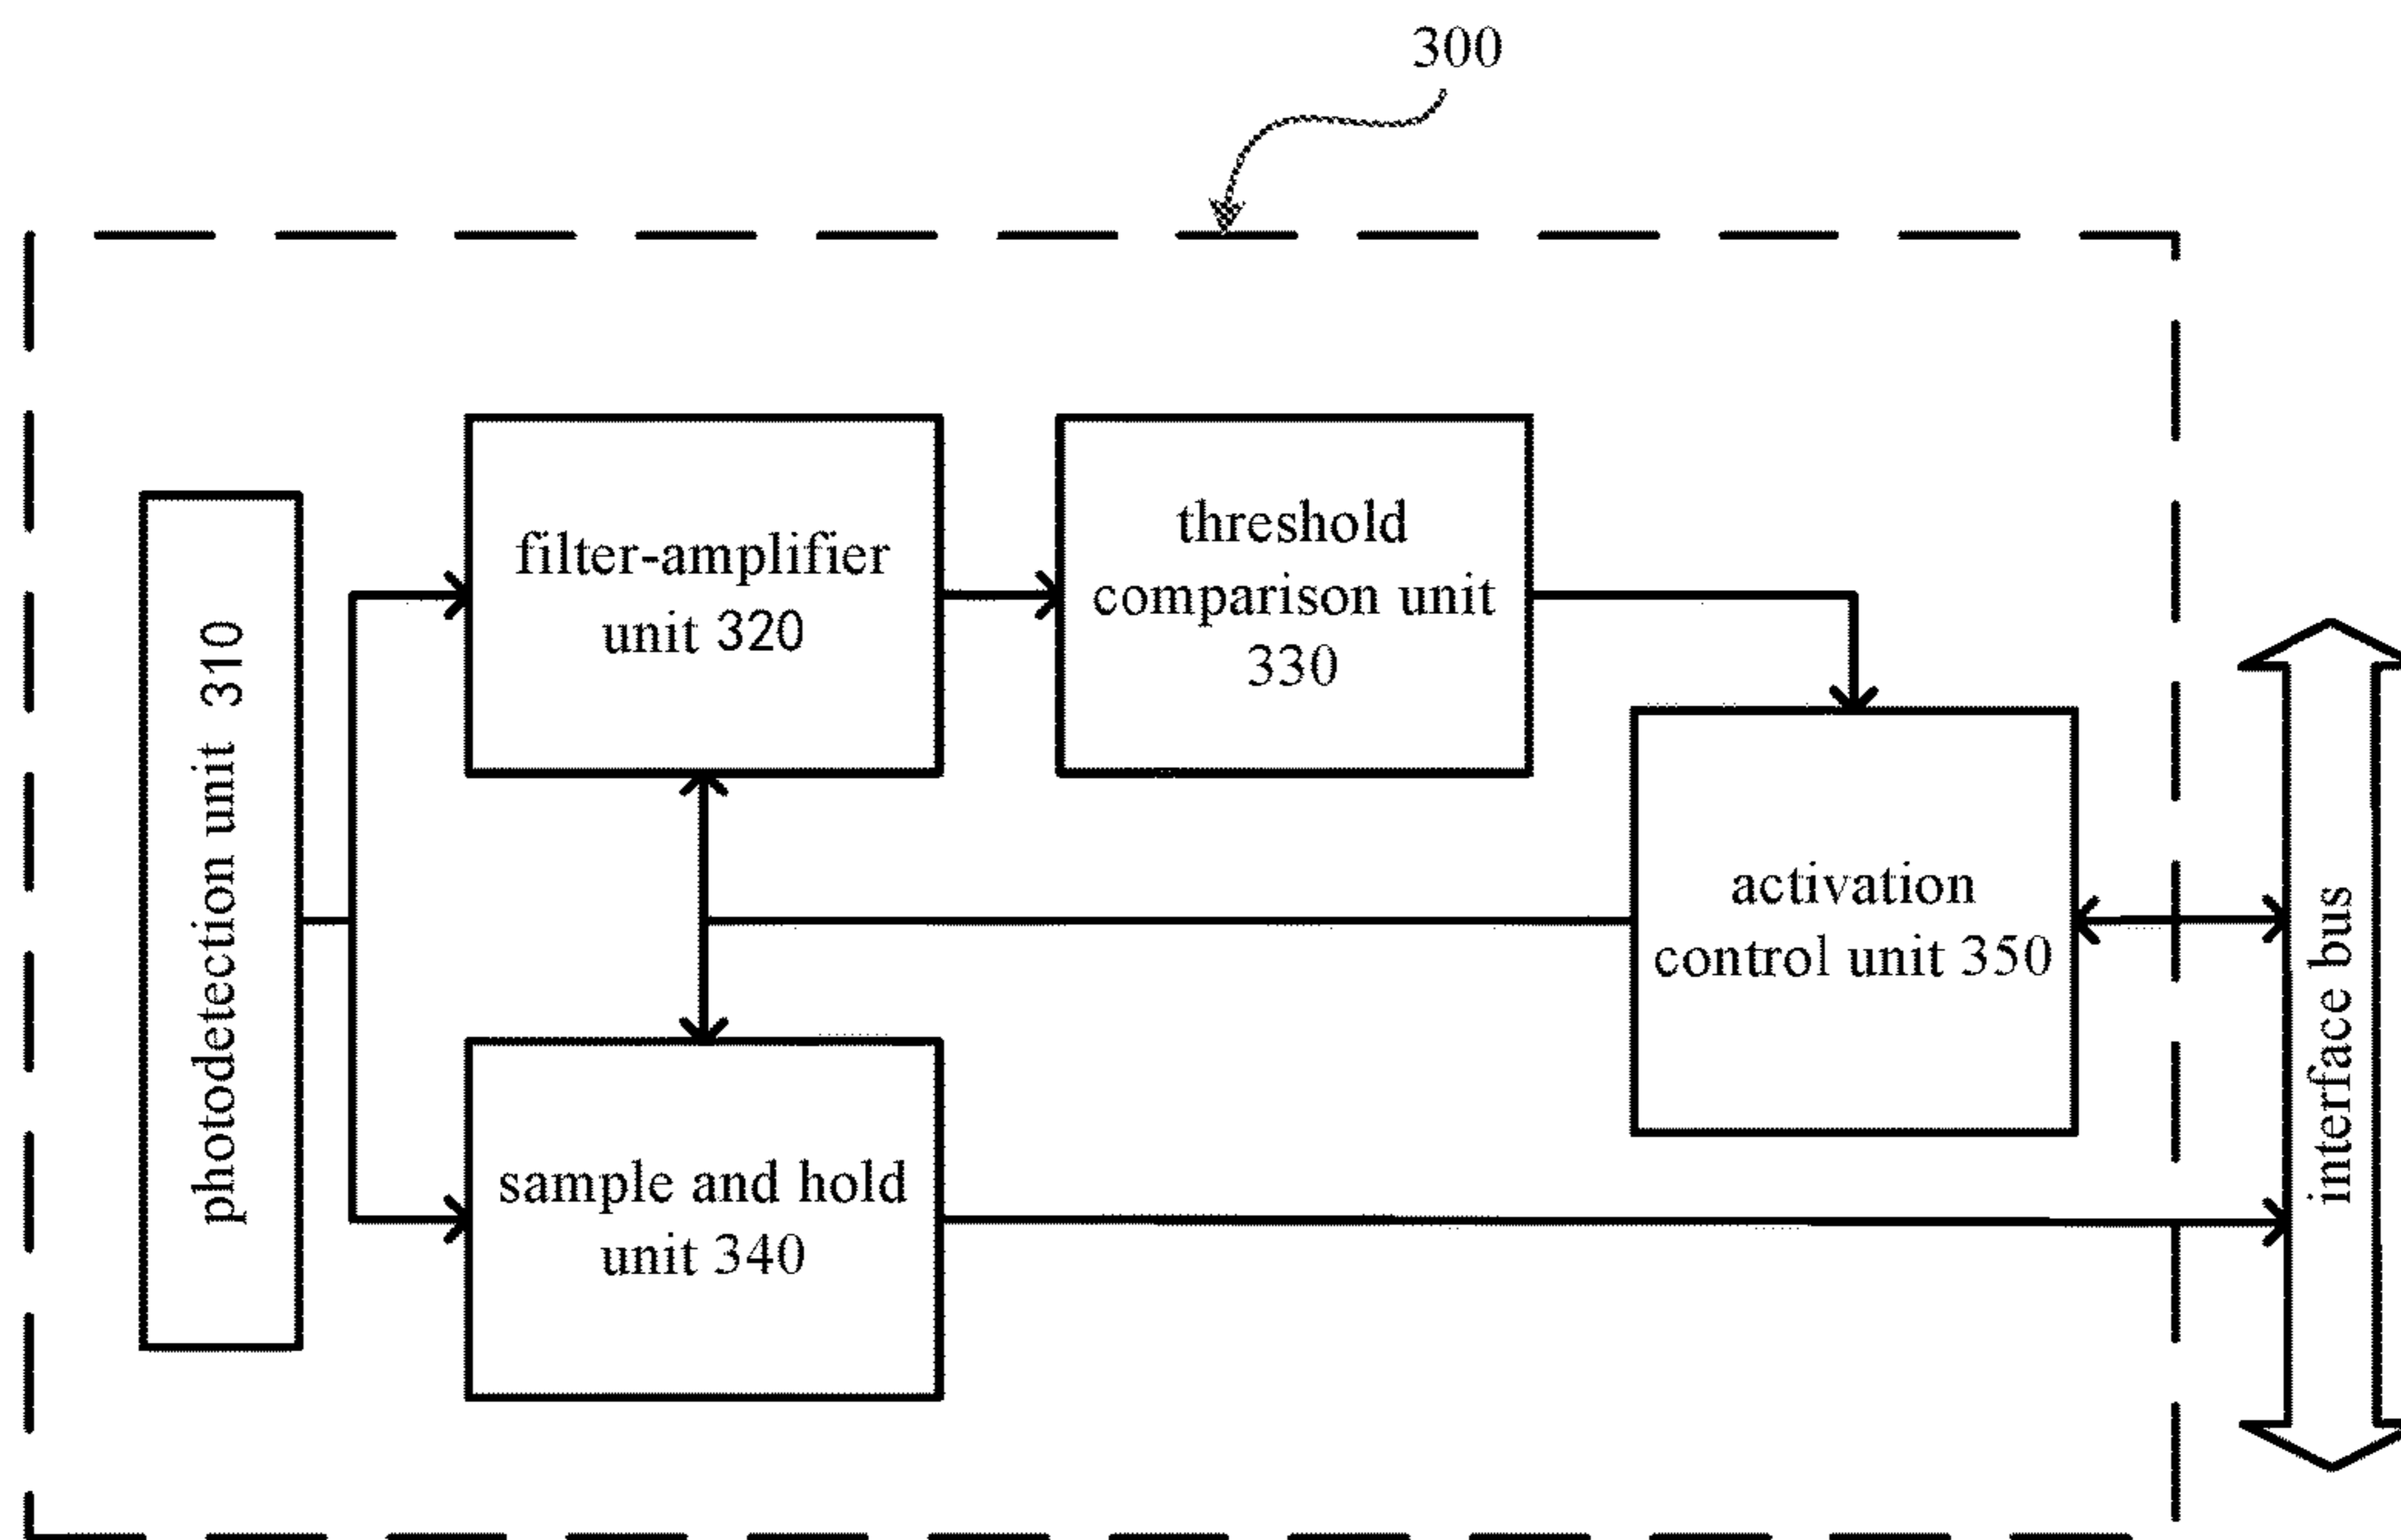 300
photodetection unit 310
filter-amplifier
unit 320
threshold
comparison unit
330
activation
control unit 350
sample and hold
unit 340
interface bus